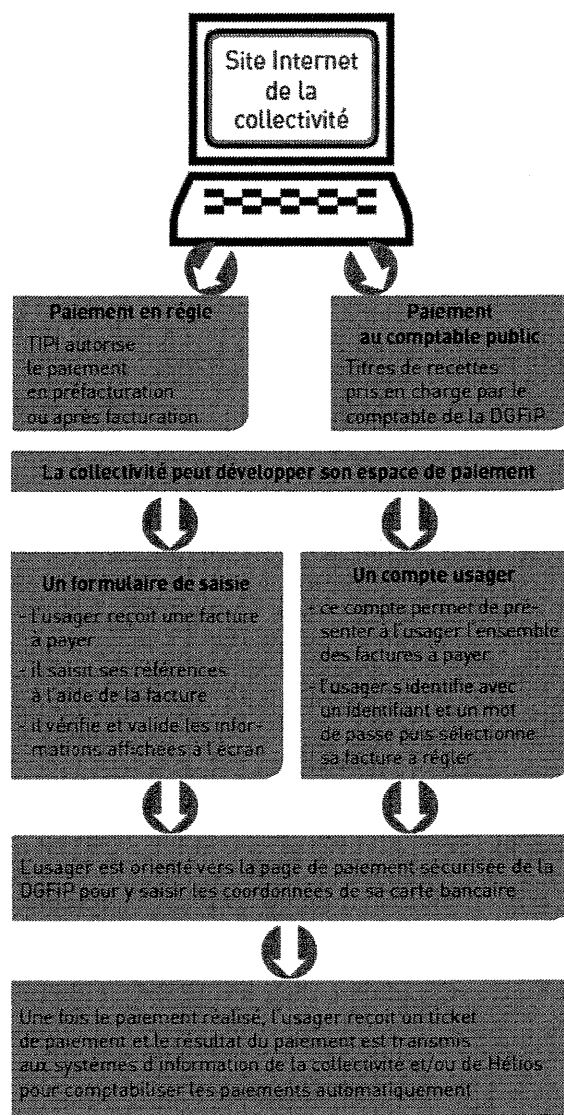 Site Internet
de la
collectivité
Paiement en régie
TIPI autorise
le paiement
en préfacturation
ou après facturation
Paiement
au comptable public
Titres de recettes
pris en charge par le
comptable de la DGFiP
La collectivité peut développer son espace de paiement
Un formulaire de saisie
- l'usager reçoit une facture
à payer
- il saisit ses références
à l'aide de la facture
- il vérifie et valide les infor-
mations affichées à l'écran
Un compte usager
- ce compte permet de pré-
senter à l'usager l'ensemble
des factures à payer
- l'usager s'identifie avec
un identifiant et un mot
de passe puis sélectionne
sa facture à régler
L'usager est orienté vers la page de paiement sécurisée de la
DGFiP pour y saisir les coordonnées de sa carte bancaire
Une fois le paiement réalisé, l'usager reçoit un ticket
de paiement et le résultat du paiement est transmis
aux systèmes d'information de la collectivité et/ou de Hélios
pour comptabiliser les paiements automatiquement